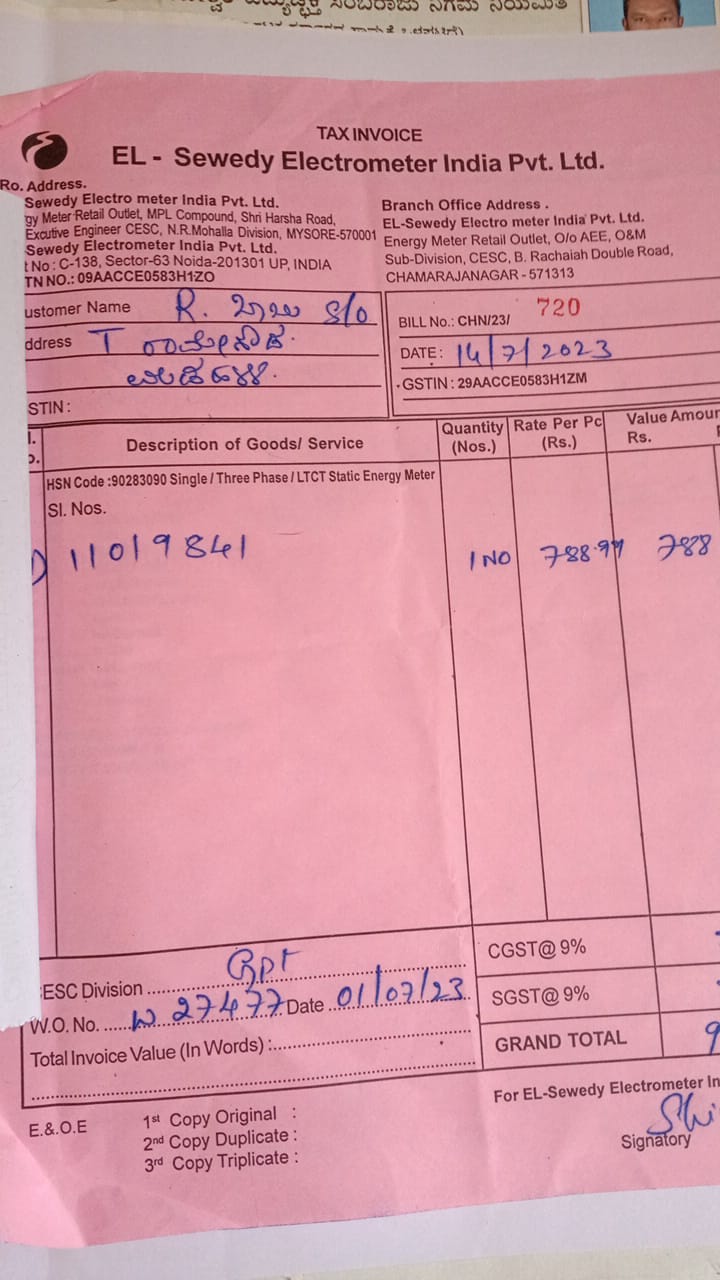 TAX INVOICE
EL - Sewedy Electrometer India Pvt. Ltd.
Ro. Address.
Sewedy Electro meter India Pvt. Ltd.
gy Meter Retail Outlet, MPL Compound, Shri Harsha Road,
Excutive Engineer CESC, N.R.Mohalla Division, MYSORE-570001
Sewedy Electrometer India Pvt. Ltd.
t No : C-138, Sector-63 Noida-201301 UP, INDIA
TN NO.: 09AACCE0583H1ZO
Branch Office Address .
EL-Sewedy Electro meter India Pvt. Ltd.
Energy Meter Retail Outlet, O/o AEE, O&M
Sub-Division, CESC, B. Rachaiah Double Road,
CHAMARAJANAGAR - 571313
ustomer Name R. S/o
ddress T
STIN :
BILL No.: CHN/23/ 720
DATE : 14/7/2023
GSTIN : 29AACCE0583H1ZM
Description of Goods/ Service Quantity (Nos.) Rate Per Pc (Rs.) Value Amoun Rs.
HSN Code :90283090 Single / Three Phase / LTCT Static Energy Meter
Sl. Nos.
11019841 1 NO 788.97 788
CGST@ 9%
SGST@ 9%
GRAND TOTAL 9
ESC Division
W.O. No. W 27477 Date 01/07/23
Total Invoice Value (In Words) :
For EL-Sewedy Electrometer In
Signatory
E.&.O.E
1st Copy Original :
2nd Copy Duplicate :
3rd Copy Triplicate :